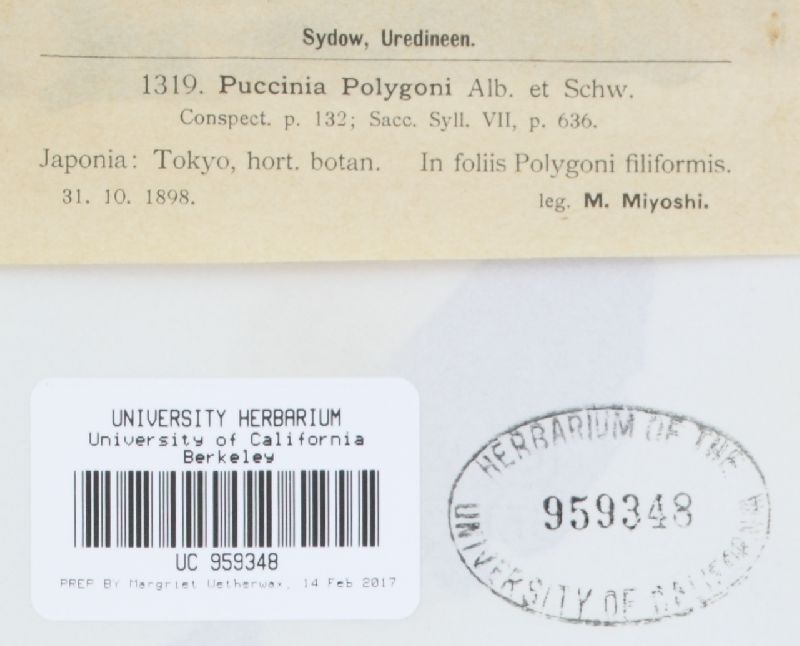 Sydow, Uredineen.
1319. Puccinia Polygoni Alb. et Schw.
Conspect. p. 132; Sacc. Syll. VII, p. 636.
Japonia: Tokyo, hort. botan. In foliis Polygoni filiformis.
31. 10. 1898. leg. M. Miyoshi.
UNIVERSITY HERBARIUM
University of California
Berkeley
UC 959348
PREP BY Margriet Wetherwax, 14 Feb 2017
HERBARIUM OF THE
959348
UNIVERSITY OF CALIFORNIA